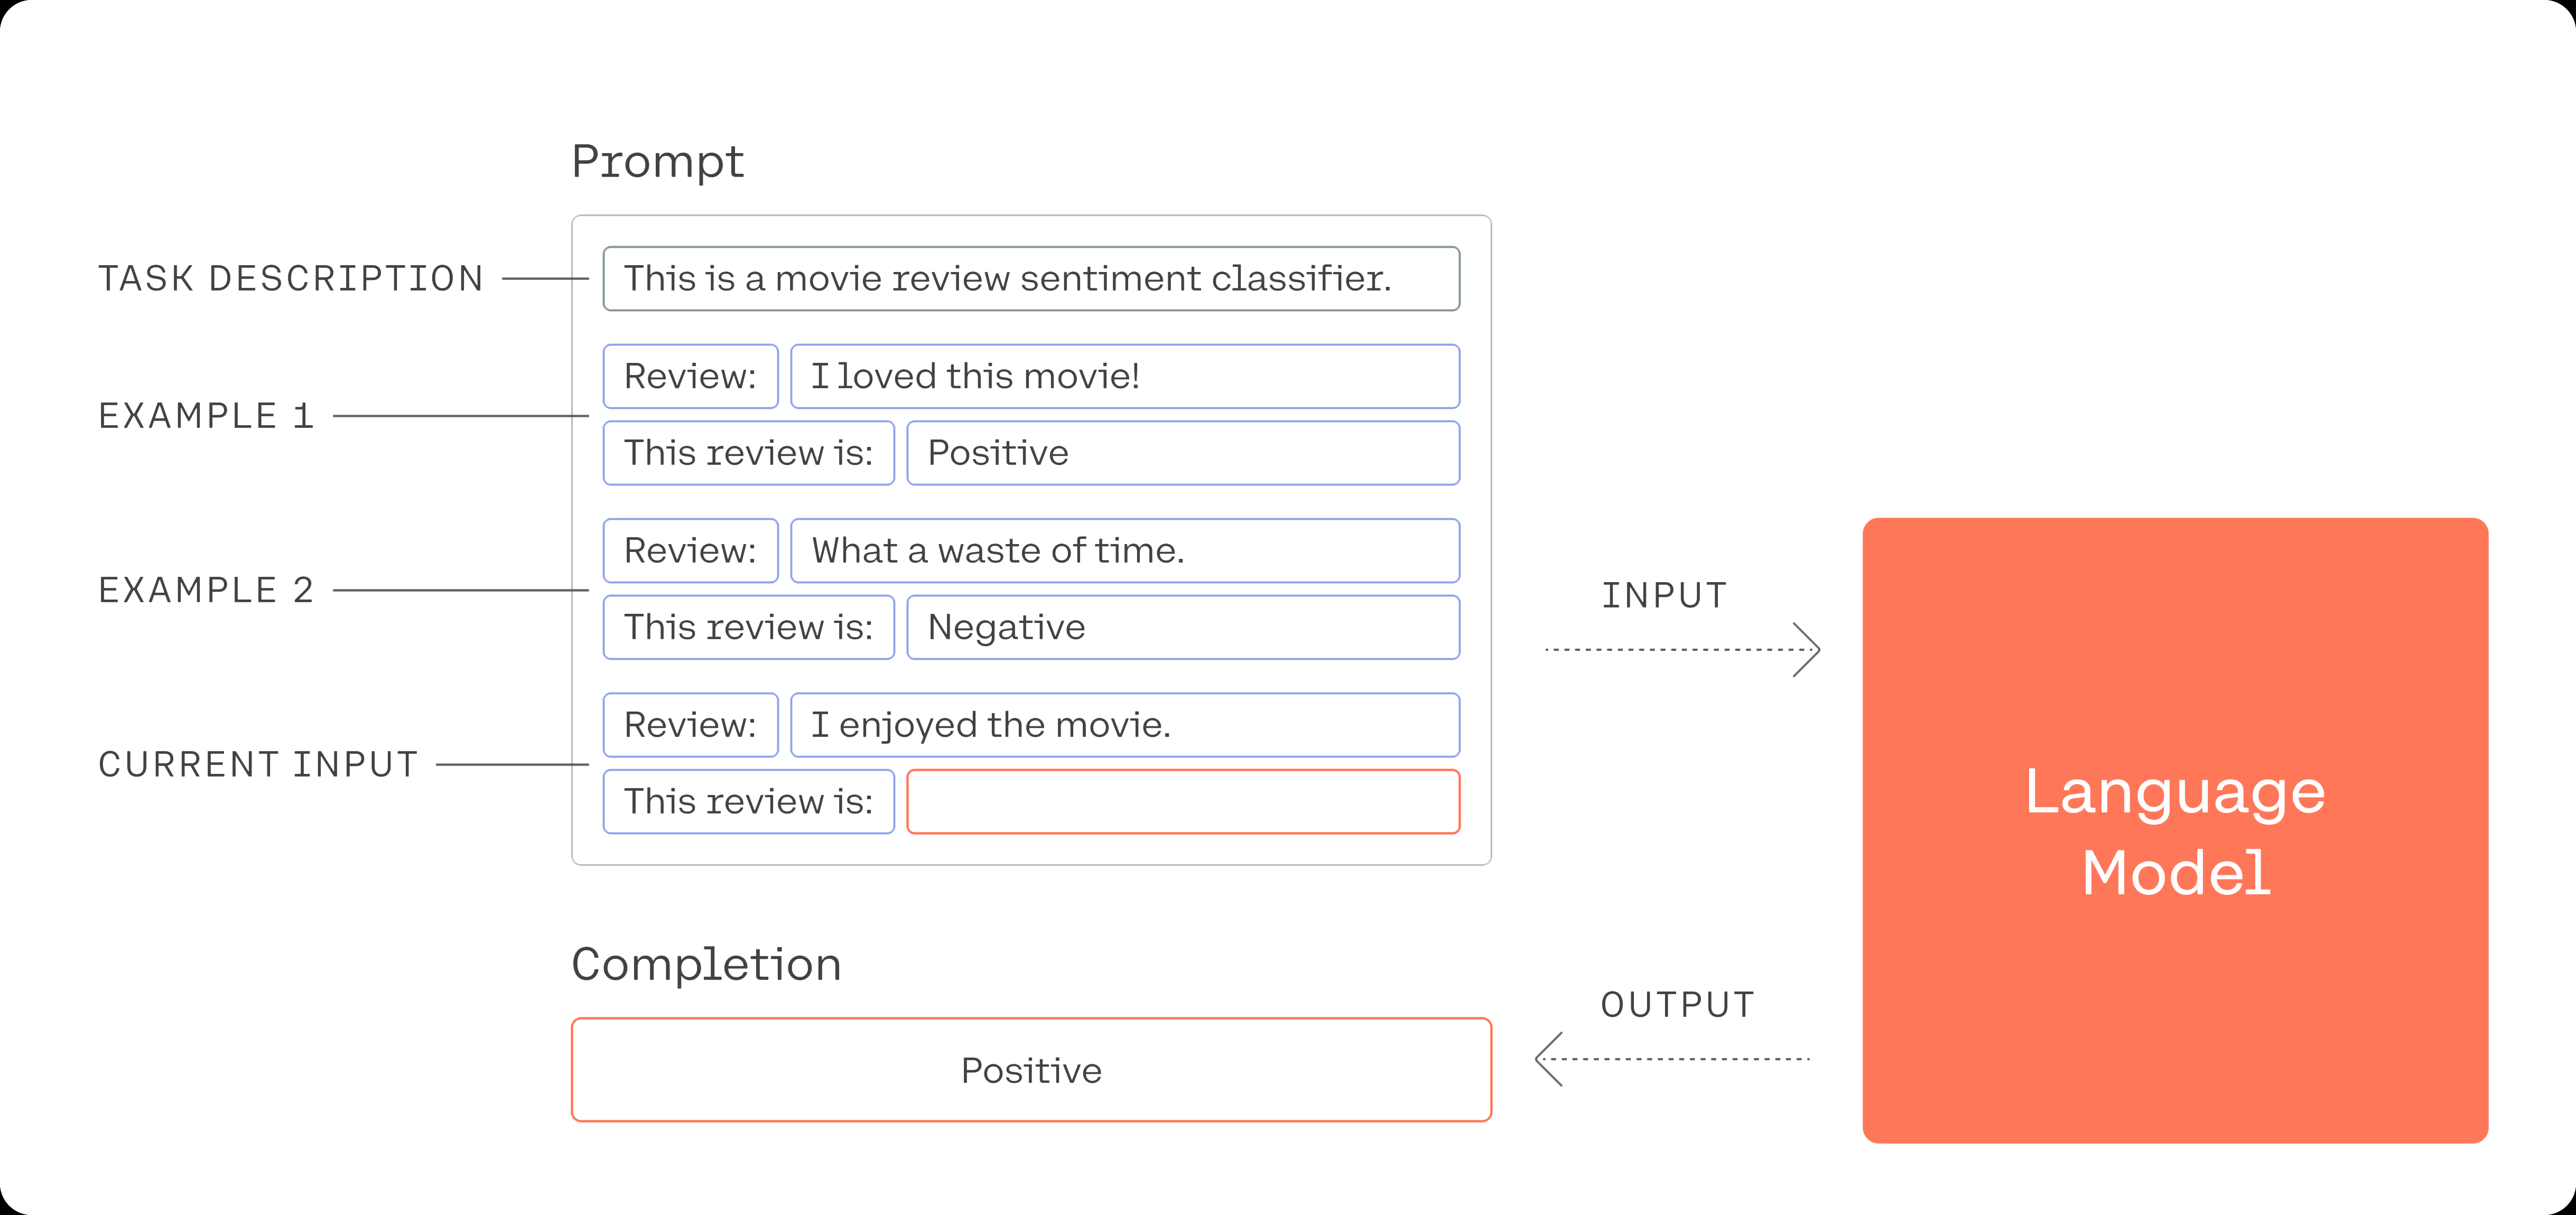 Prompt
TASK DESCRIPTION
This is a movie review sentiment classifier.
EXAMPLE 1
Review: I loved this movie!
This review is: Positive
EXAMPLE 2
Review: What a waste of time.
This review is: Negative
CURRENT INPUT
Review: I enjoyed the movie.
This review is:
INPUT
Language
Model
Completion
Positive
OUTPUT